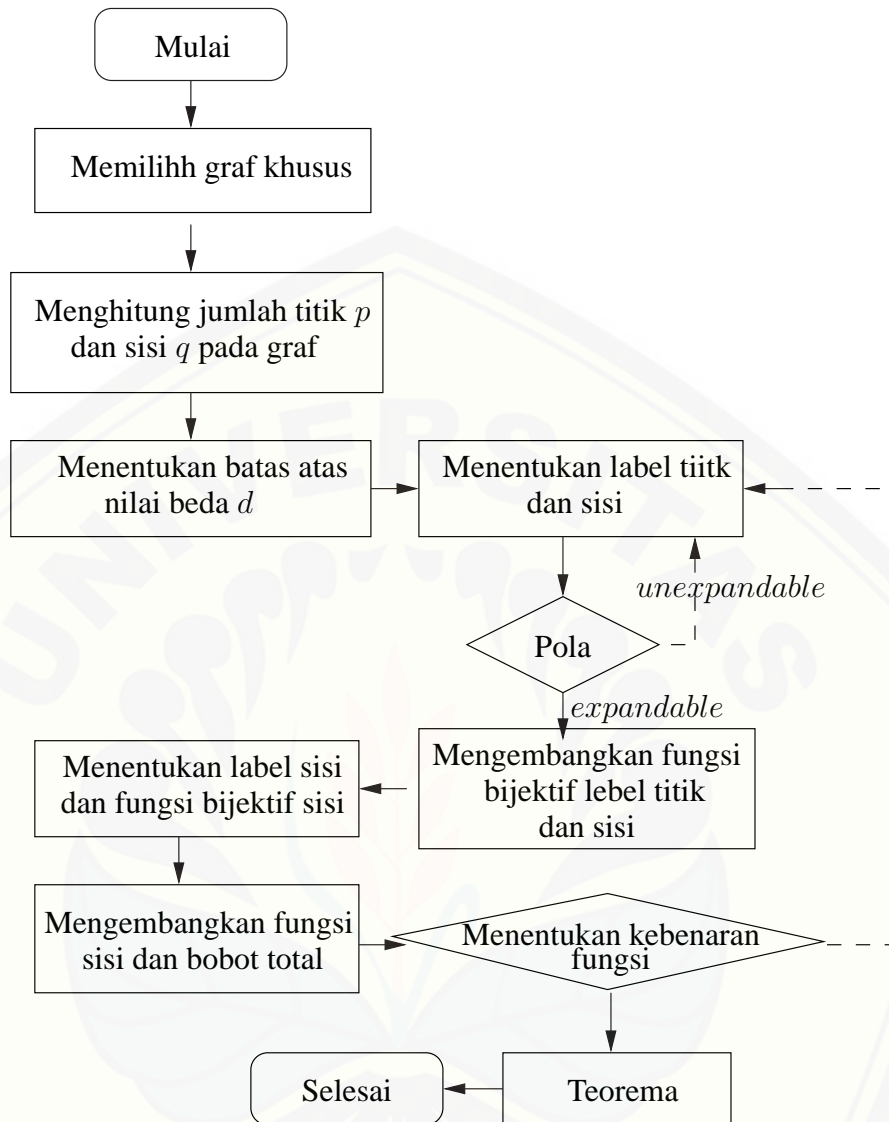 Mulai
Memilihh graf khusus
Menghitung jumlah titik p
dan sisi q pada graf
Menentukan batas atas
nilai beda d
Menentukan label tiitk
dan sisi
unexpandable
Pola
expandable
Mengembangkan fungsi
bijektif lebel titik
dan sisi
Menentukan label sisi
dan fungsi bijektif sisi
Mengembangkan fungsi
sisi dan bobot total
Menentukan kebenaran
fungsi
Teorema
Selesai
UNIVERSITAS